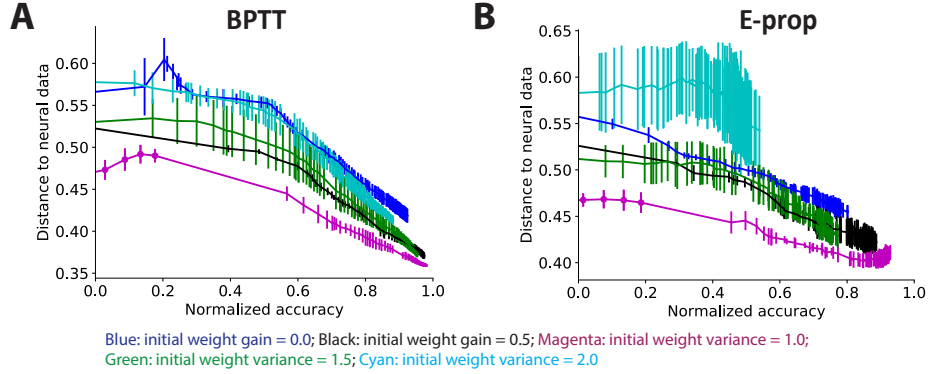 A BPTT
B E-prop
Distance to neural data
0.60
0.55
0.50
0.45
0.40
0.35
0.0 0.2 0.4 0.6 0.8 1.0
Normalized accuracy
Distance to neural data
0.65
0.60
0.55
0.50
0.45
0.40
0.0 0.2 0.4 0.6 0.8 1.0
Normalized accuracy
Blue: initial weight gain = 0.0; Black: initial weight gain = 0.5; Magenta: initial weight variance = 1.0;
Green: initial weight variance = 1.5; Cyan: initial weight variance = 2.0